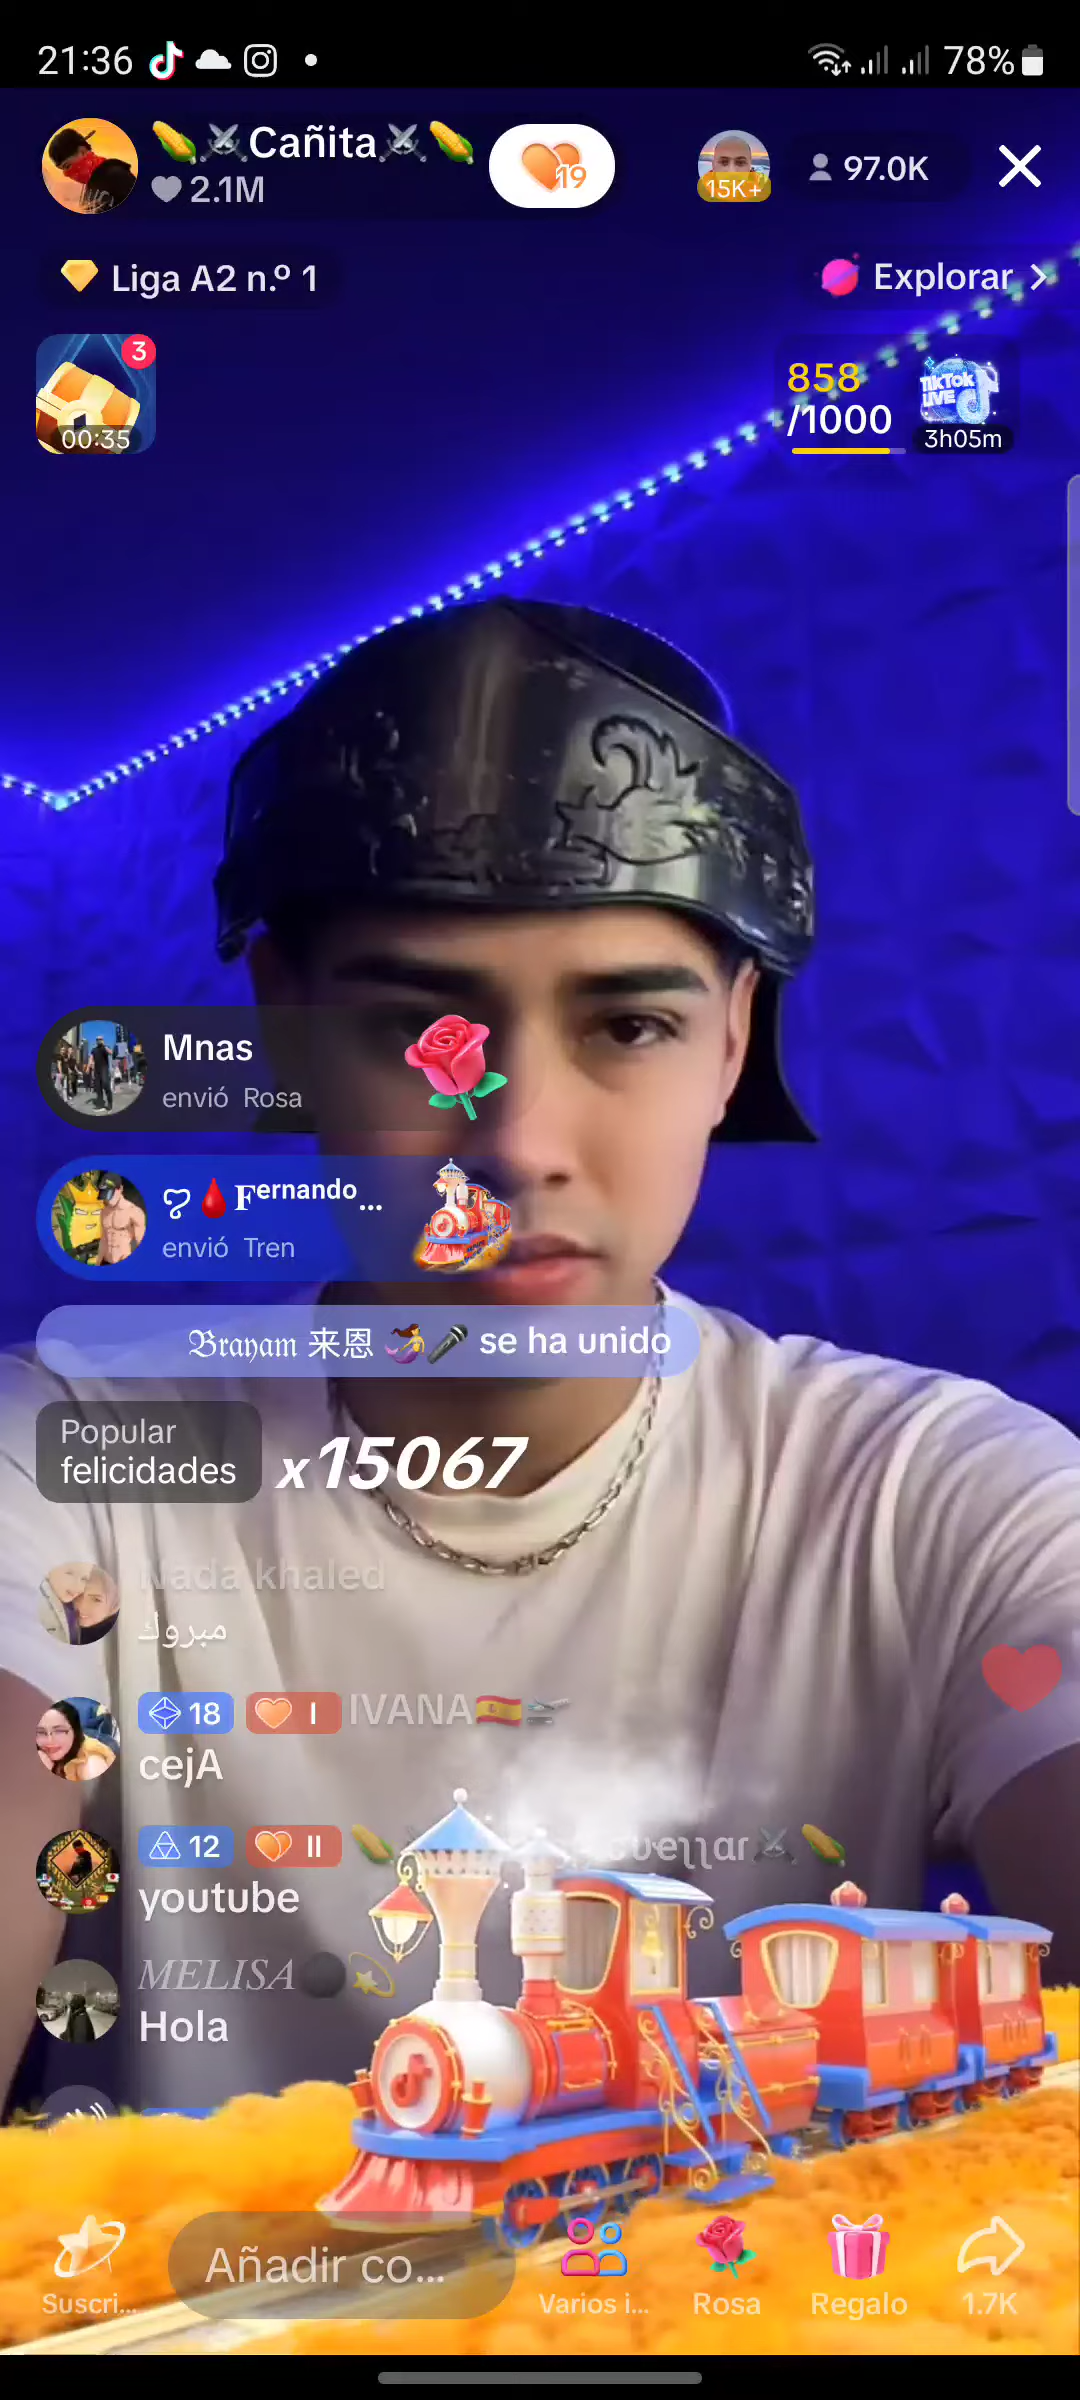 21:36
78%
🌽⚔️Cañita⚔️🌽
2.1M
19
15K+
97.0K
Liga A2 n.º 1
Explorar
3
00:35
858
/1000
TikTok
LIVE
3h05m
Mnas
envió Rosa
ꨄ🩸Fᵉʳⁿᵃⁿᵈᵒ...
envió Tren
𝔅𝔯𝔞𝔶𝔞𝔪 来恩 🧜‍♀️🎤 se ha unido
Popular
felicidades
x15067
Nada khaled
مبروك
18
I
IVANA🇪🇸🛫
cejA
12
II
youtube
𝑀𝐸𝐿𝐼𝑆𝐴🌑💫
Hola
Añadir co...
Suscri...
Varios i...
Rosa
Regalo
1.7K